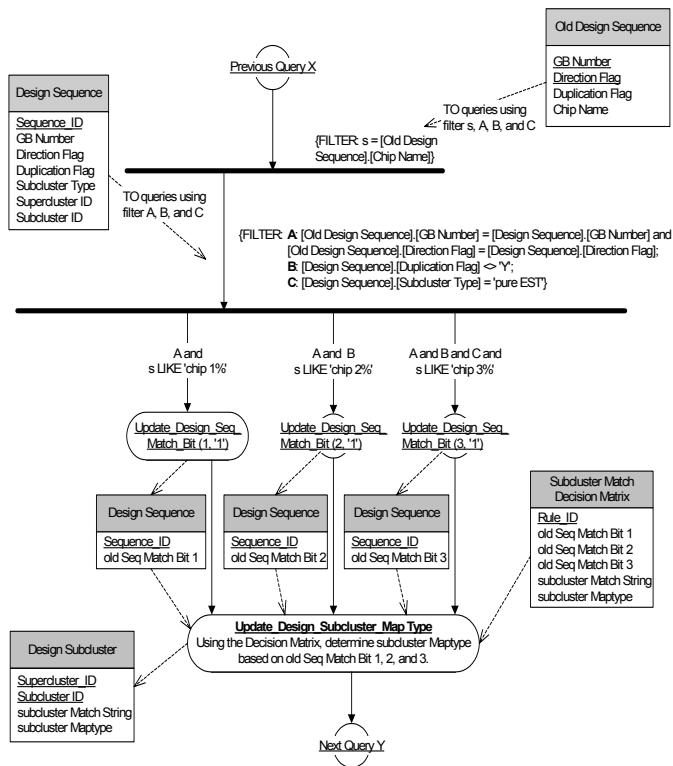 Old Design Sequence
GB Number
Direction Flag
Duplication Flag
Chip Name
Previous Query X
Design Sequence
Sequence_ID
GB Number
Direction Flag
Duplication Flag
Subcluster Type
Supercluster ID
Subcluster ID
TO queries using
filter s, A, B, and C
{FILTER: s = [Old Design
Sequence].[Chip Name]}
TO queries using
filter A, B, and C
{FILTER: A: [Old Design Sequence].[GB Number] = [Design Sequence].[GB Number] and
[Old Design Sequence].[Direction Flag] = [Design Sequence].[Direction Flag];
B: [Design Sequence].[Duplication Flag] <> 'Y';
C: [Design Sequence].[Subcluster Type] = 'pure EST'}
A and
s LIKE 'chip 1%'
A and B
s LIKE 'chip 2%'
A and B and C and
s LIKE 'chip 3%'
Update_Design_Seq_
Match_Bit (1, '1')
Update_Design_Seq_
Match_Bit (2, '1')
Update_Design_Seq_
Match_Bit (3, '1')
Design Sequence
Sequence_ID
old Seq Match Bit 1
Design Sequence
Sequence_ID
old Seq Match Bit 2
Design Sequence
Sequence_ID
old Seq Match Bit 3
Subcluster Match
Decision Matrix
Rule_ID
old Seq Match Bit 1
old Seq Match Bit 2
old Seq Match Bit 3
subcluster Match String
subcluster Maptype
Update_Design_Subcluster_Map Type
Using the Decision Matrix, determine subcluster Maptype
based on old Seq Match Bit 1, 2, and 3.
Design Subcluster
Supercluster_ID
Subcluster ID
subcluster Match String
subcluster Maptype
Next Query Y